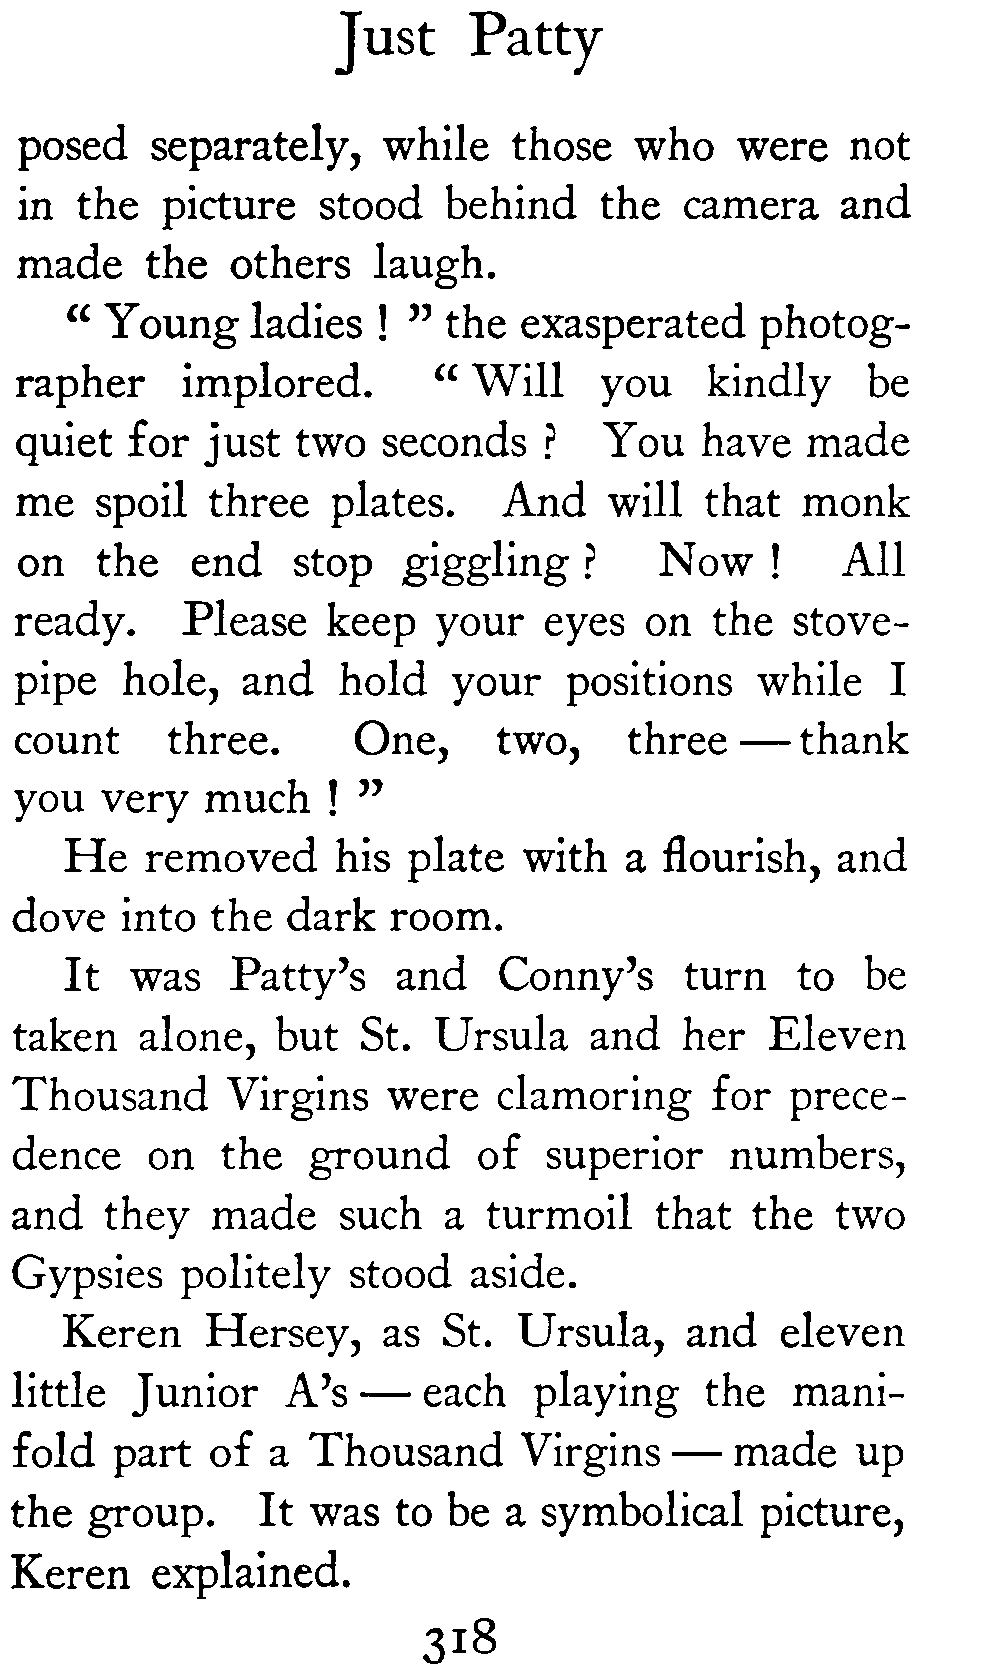 Just Patty
posed separately, while those who were not
in the picture stood behind the camera and
made the others laugh.
“ Young ladies ! ” the exasperated photog-
rapher implored. “ Will you kindly be
quiet for just two seconds ? You have made
me spoil three plates. And will that monk
on the end stop giggling ? Now ! All
ready. Please keep your eyes on the stove-
pipe hole, and hold your positions while I
count three. One, two, three — thank
you very much ! ”
He removed his plate with a flourish, and
dove into the dark room.
It was Patty’s and Conny’s turn to be
taken alone, but St. Ursula and her Eleven
Thousand Virgins were clamoring for prece-
dence on the ground of superior numbers,
and they made such a turmoil that the two
Gypsies politely stood aside.
Keren Hersey, as St. Ursula, and eleven
little Junior A’s — each playing the mani-
fold part of a Thousand Virgins — made up
the group. It was to be a symbolical picture,
Keren explained.
318